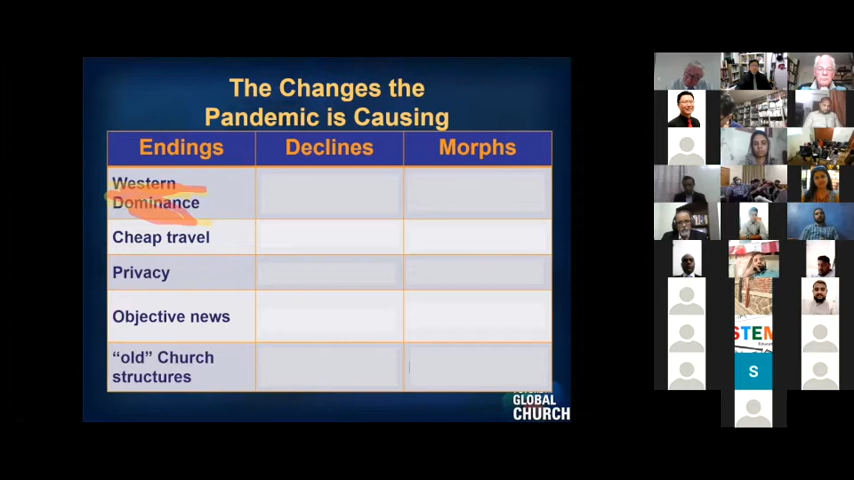 The Changes the
Pandemic is Causing
Endings Declines Morphs
Western
Dominance
Cheap travel
Privacy
Objective news
“old” Church
structures
GLOBAL
CHURCH
STEM
S